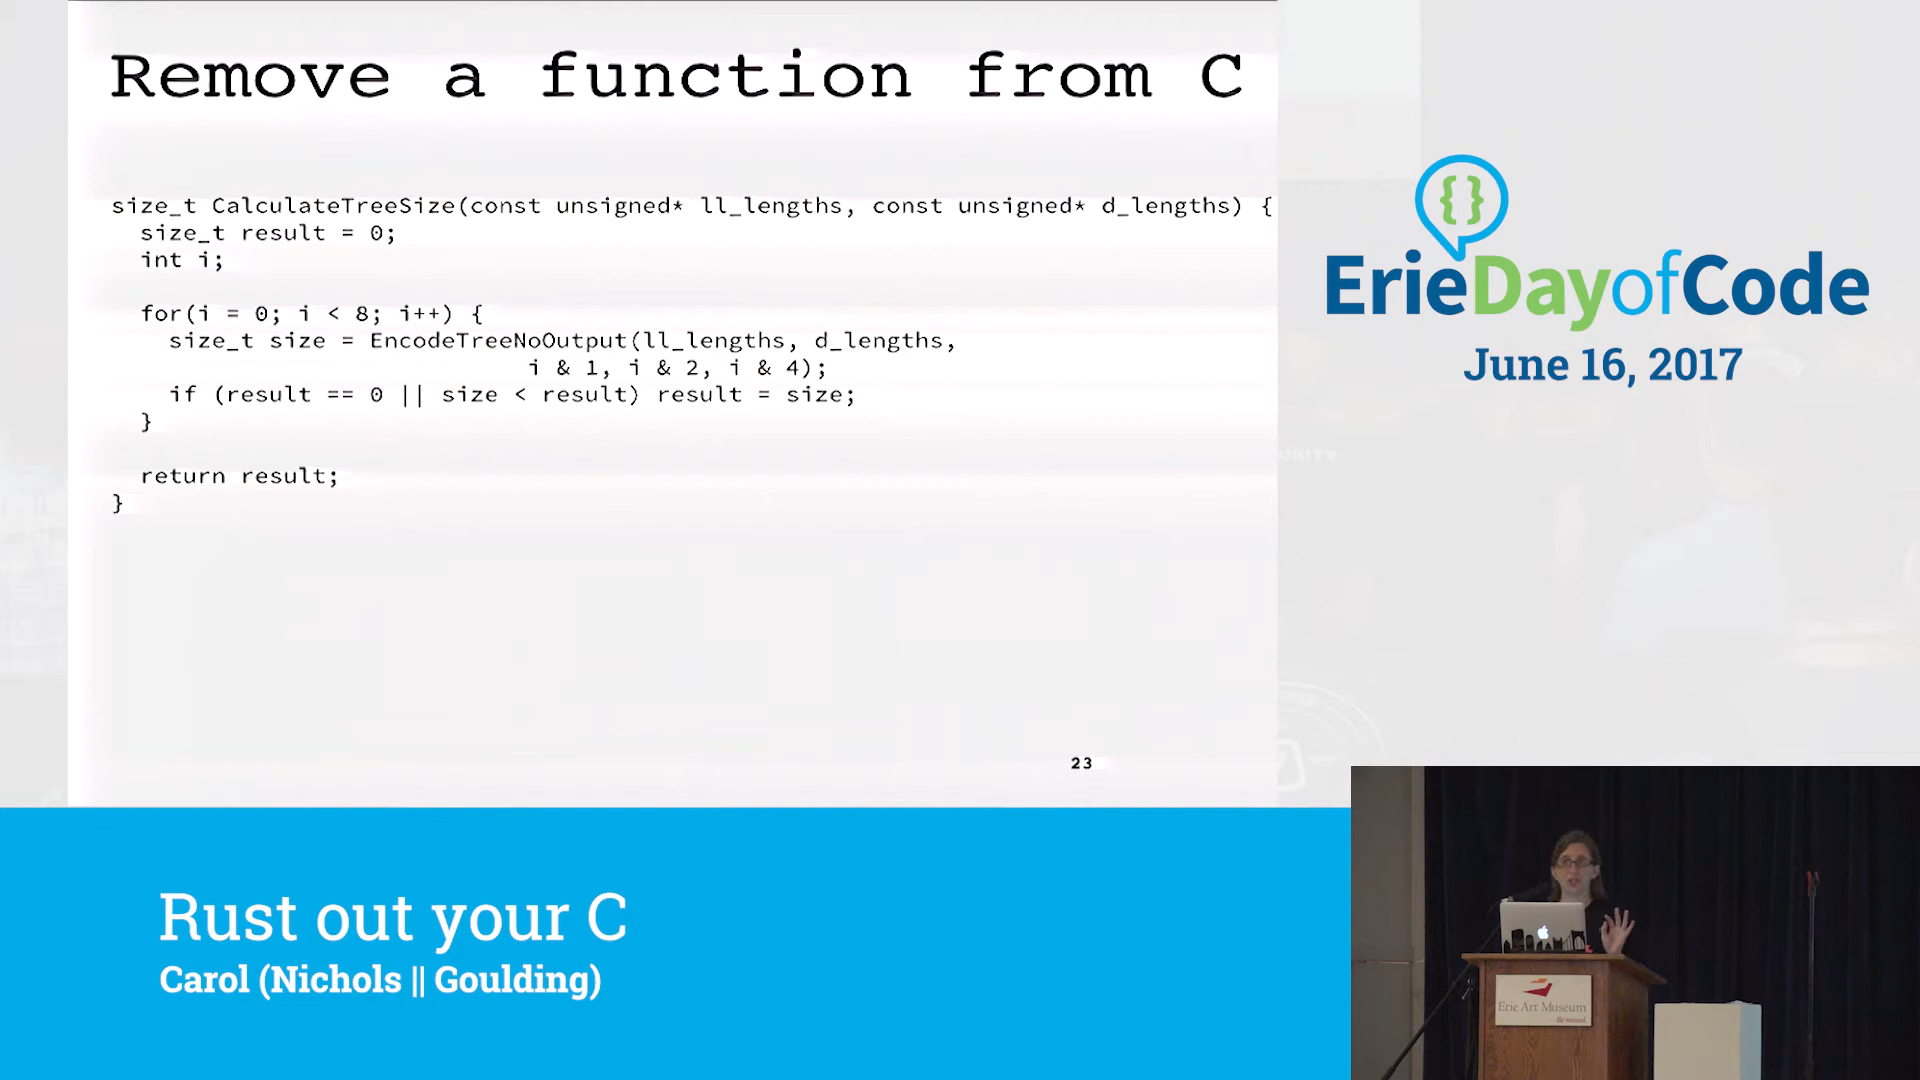 Remove a function from C
size_t CalculateTreeSize(const unsigned* ll_lengths, const unsigned* d_lengths) {
  size_t result = 0;
  int i;
  for(i = 0; i < 8; i++) {
    size_t size = EncodeTreeNoOutput(ll_lengths, d_lengths,
                             i & 1, i & 2, i & 4);
    if (result == 0 || size < result) result = size;
  }
  return result;
}
23
{}
ErieDayofCode
June 16, 2017
Rust out your C
Carol (Nichols || Goulding)
Erie Art Museum
Be moved.